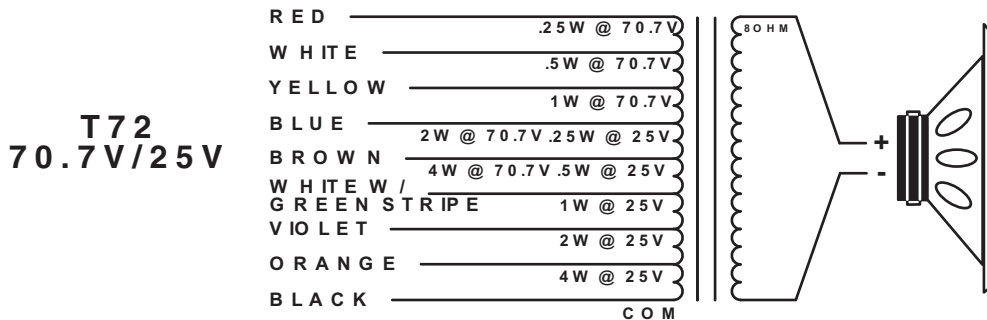 T72
70.7V/25V
RED
.25W @ 70.7V
WHITE
.5W @ 70.7V
YELLOW
1W @ 70.7V
BLUE
2W @ 70.7V .25W @ 25V
BROWN
4W @ 70.7V .5W @ 25V
WHITE W/
GREEN STRIPE
1W @ 25V
VIOLET
2W @ 25V
ORANGE
4W @ 25V
BLACK
COM
8OHM
+
-